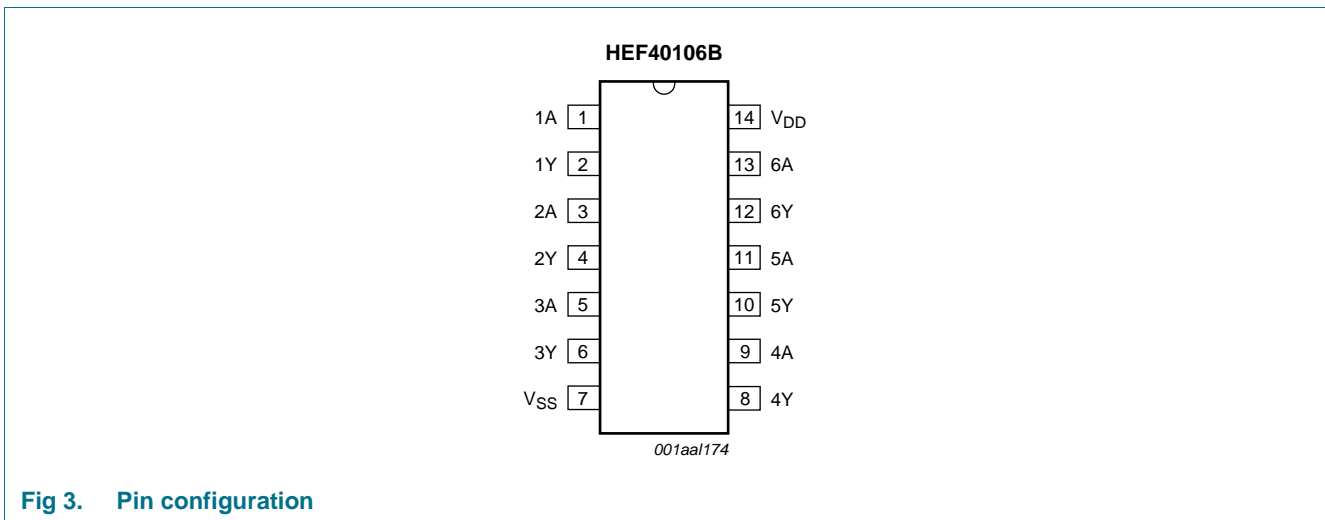 HEF40106B
1A 1 14 VDD
1Y 2 13 6A
2A 3 12 6Y
2Y 4 11 5A
3A 5 10 5Y
3Y 6 9 4A
VSS 7 8 4Y
001aal174
Fig 3. Pin configuration